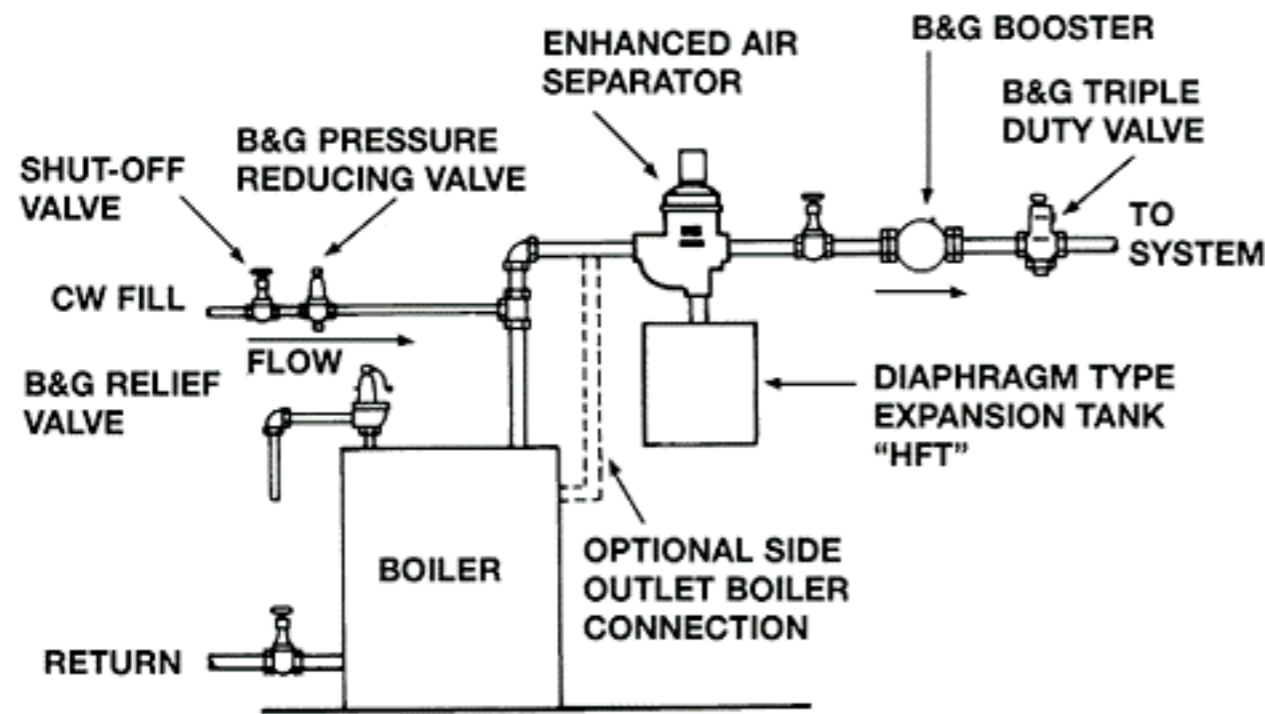 B&G BOOSTER
ENHANCED AIR
SEPARATOR
B&G TRIPLE
DUTY VALVE
B&G PRESSURE
REDUCING VALVE
SHUT-OFF
VALVE
TO
SYSTEM
CW FILL
FLOW
B&G RELIEF
VALVE
DIAPHRAGM TYPE
EXPANSION TANK
“HFT”
OPTIONAL SIDE
OUTLET BOILER
CONNECTION
BOILER
RETURN